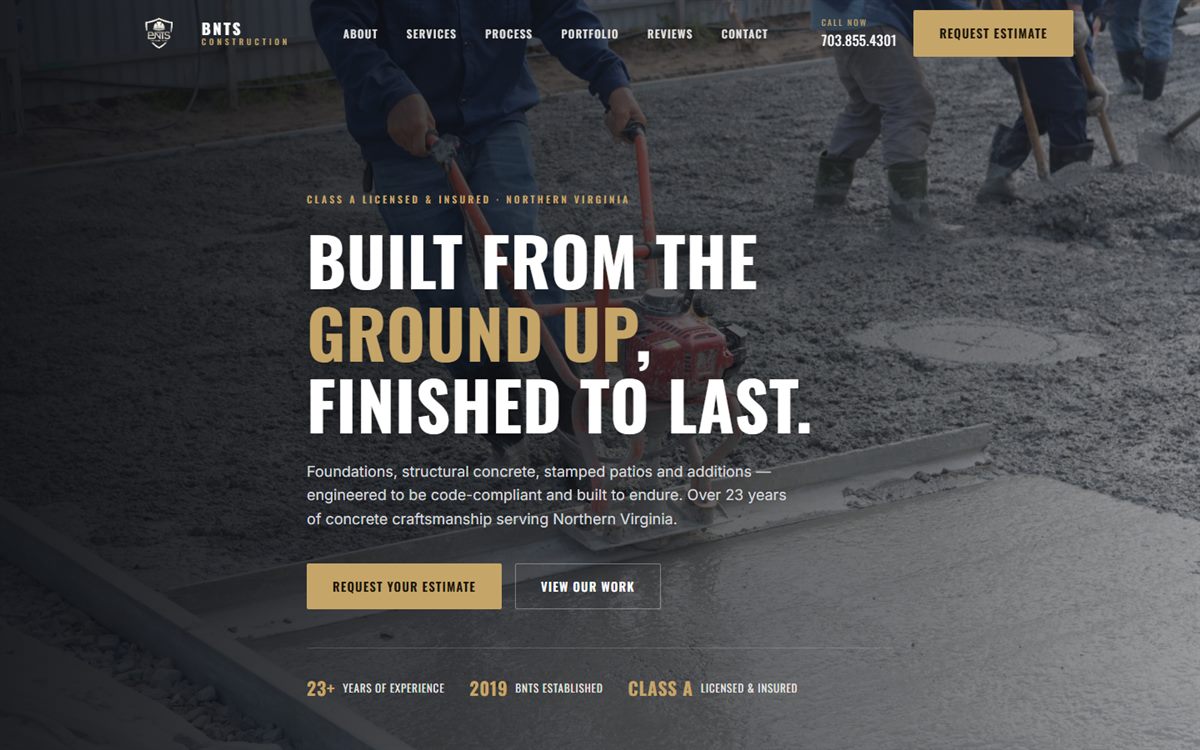 BNTS
BNTS
CONSTRUCTION
ABOUT SERVICES PROCESS PORTFOLIO REVIEWS CONTACT
CALL NOW
703.855.4301
REQUEST ESTIMATE
CLASS A LICENSED & INSURED · NORTHERN VIRGINIA
BUILT FROM THE
GROUND UP,
FINISHED TO LAST.
Foundations, structural concrete, stamped patios and additions —
engineered to be code-compliant and built to endure. Over 23 years
of concrete craftsmanship serving Northern Virginia.
REQUEST YOUR ESTIMATE VIEW OUR WORK
23+ YEARS OF EXPERIENCE 2019 BNTS ESTABLISHED CLASS A LICENSED & INSURED